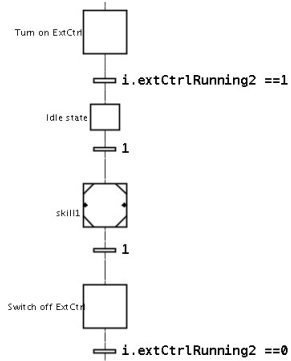 Turn on ExtCtrl
i.extCtrlRunning2 ==1
Idle state
1
skill1
1
Switch off ExtCtrl
i.extCtrlRunning2 ==0